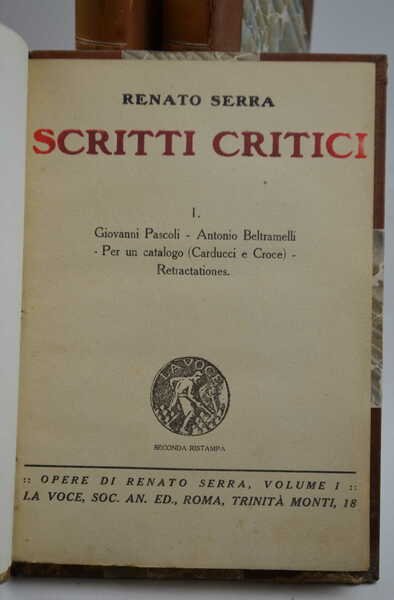 RENATO SERRA
SCRITTI CRITICI
I.
Giovanni Pascoli - Antonio Beltramelli
- Per un catalogo (Carducci e Croce) -
Retractationes.
LA VOCE
SECONDA RISTAMPA
:: OPERE DI RENATO SERRA, VOLUME I ::
LA VOCE, SOC. AN. ED., ROMA, TRINITÀ MONTI, 18